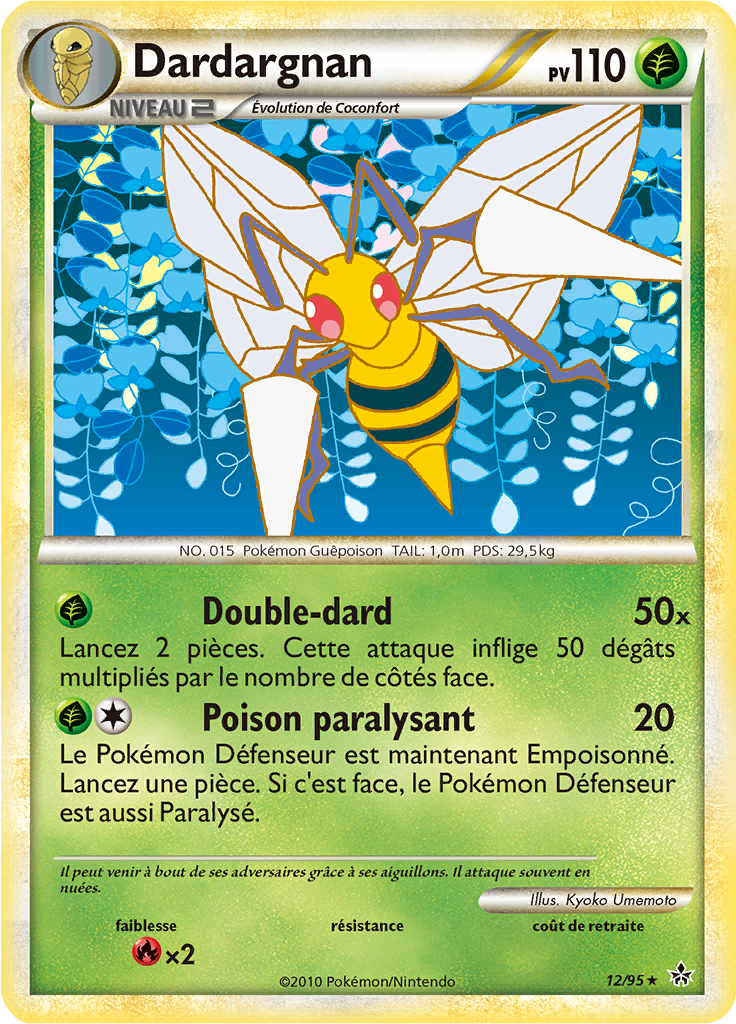 Dardargnan
PV110
NIVEAU 2
Évolution de Coconfort
NO. 015 Pokémon Guêpoison TAIL: 1,0m PDS: 29,5kg
Double-dard 50x
Lancez 2 pièces. Cette attaque inflige 50 dégâts
multipliés par le nombre de côtés face.
Poison paralysant 20
Le Pokémon Défenseur est maintenant Empoisonné.
Lancez une pièce. Si c'est face, le Pokémon Défenseur
est aussi Paralysé.
Il peut venir à bout de ses adversaires grâce à ses aiguillons. Il attaque souvent en
nuées.
Illus. Kyoko Umemoto
faiblesse résistance coût de retraite
x2
©2010 Pokémon/Nintendo
12/95★